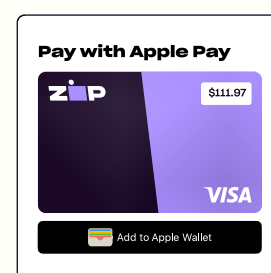 Pay with Apple Pay
ZIP
$111.97
VISA
Add to Apple Wallet